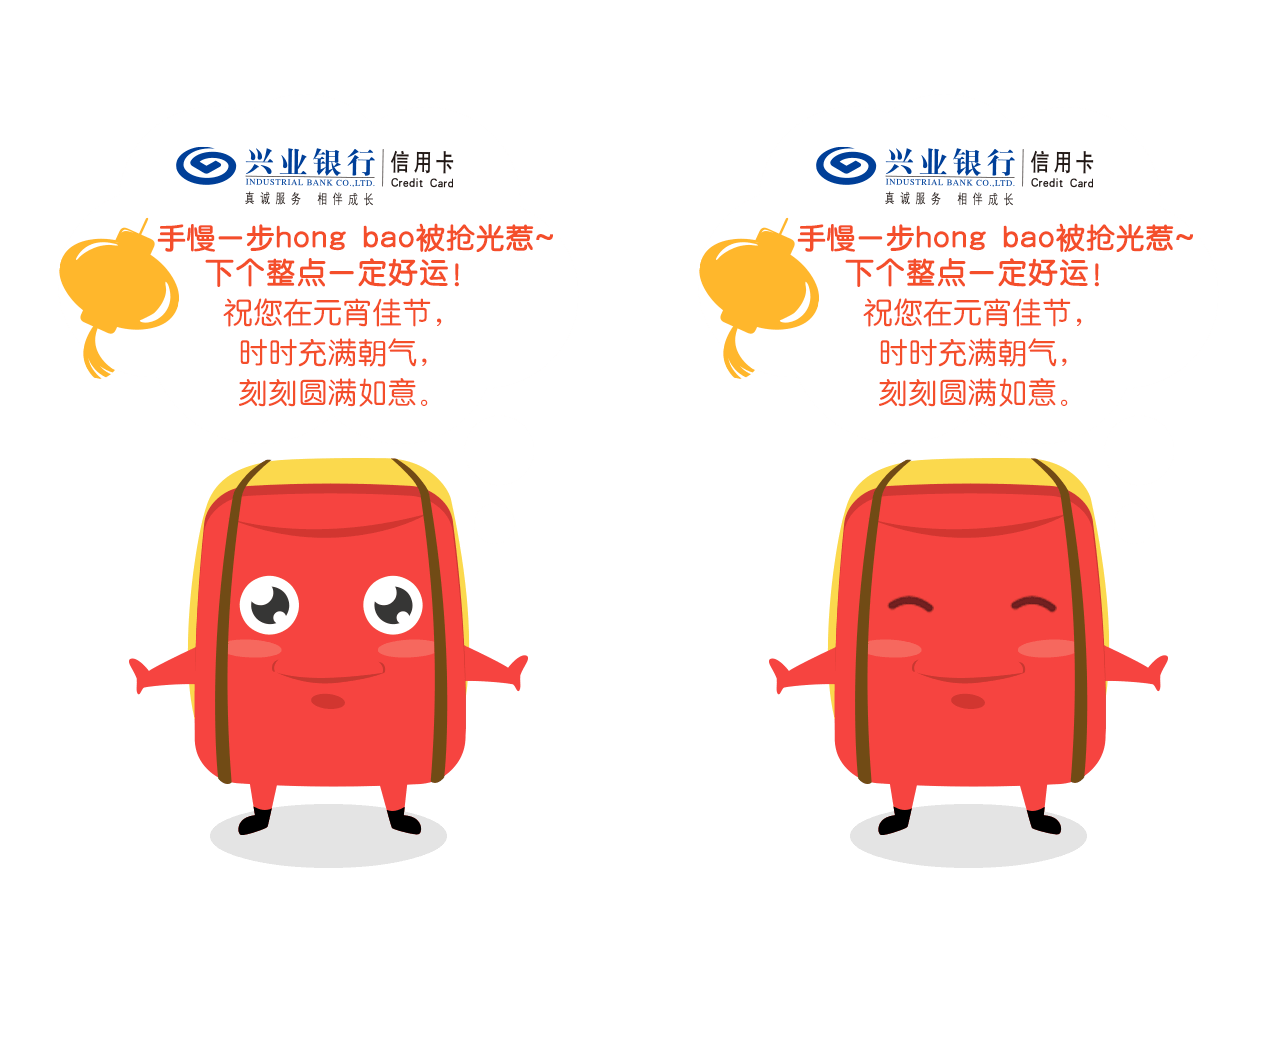 兴业银行 信用卡
INDUSTRIAL BANK CO.,LTD. Credit Card
真诚服务 相伴成长
手慢一步hong bao被抢光惹~
下个整点一定好运！
祝您在元宵佳节，
时时充满朝气，
刻刻圆满如意。
兴业银行 信用卡
INDUSTRIAL BANK CO.,LTD. Credit Card
真诚服务 相伴成长
手慢一步hong bao被抢光惹~
下个整点一定好运！
祝您在元宵佳节，
时时充满朝气，
刻刻圆满如意。